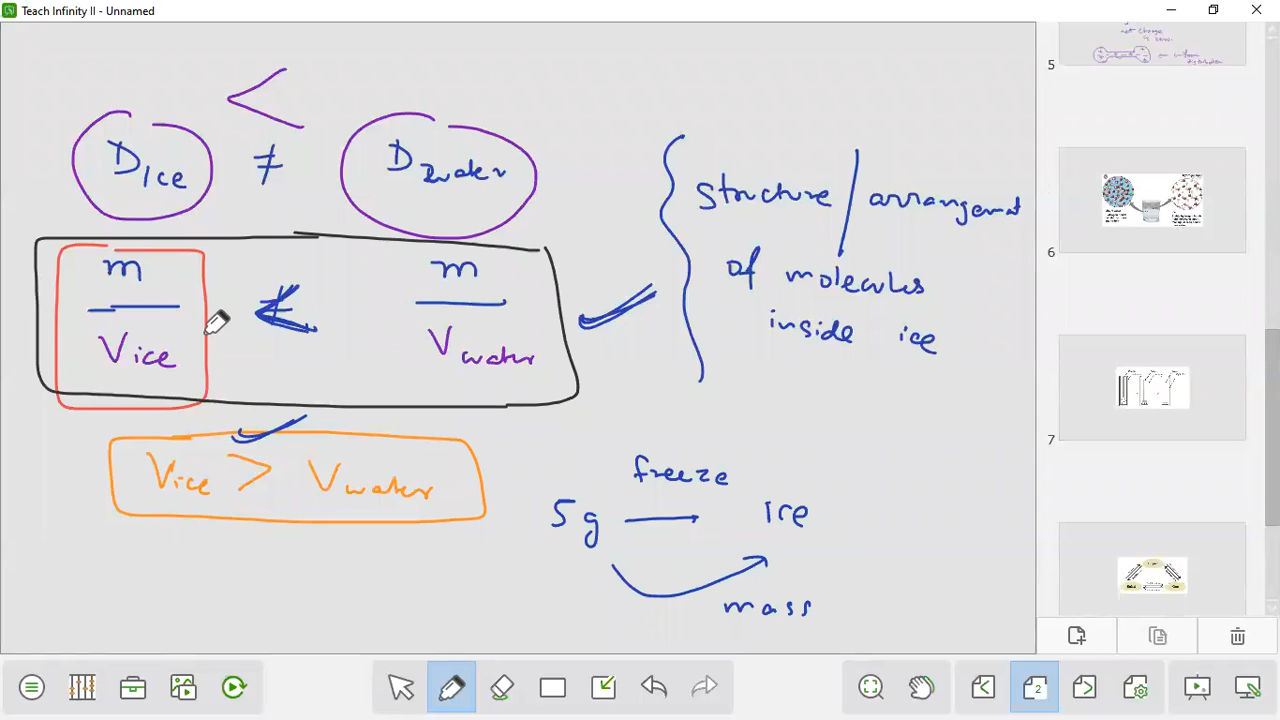 Teach Infinity II - Unnamed
<
D Ice ≠ D water
m < m
V ice V water
V ice > V water
structure / arrangement
of molecules
inside ice
freeze
5g → Ice
mass
5
6
7
2